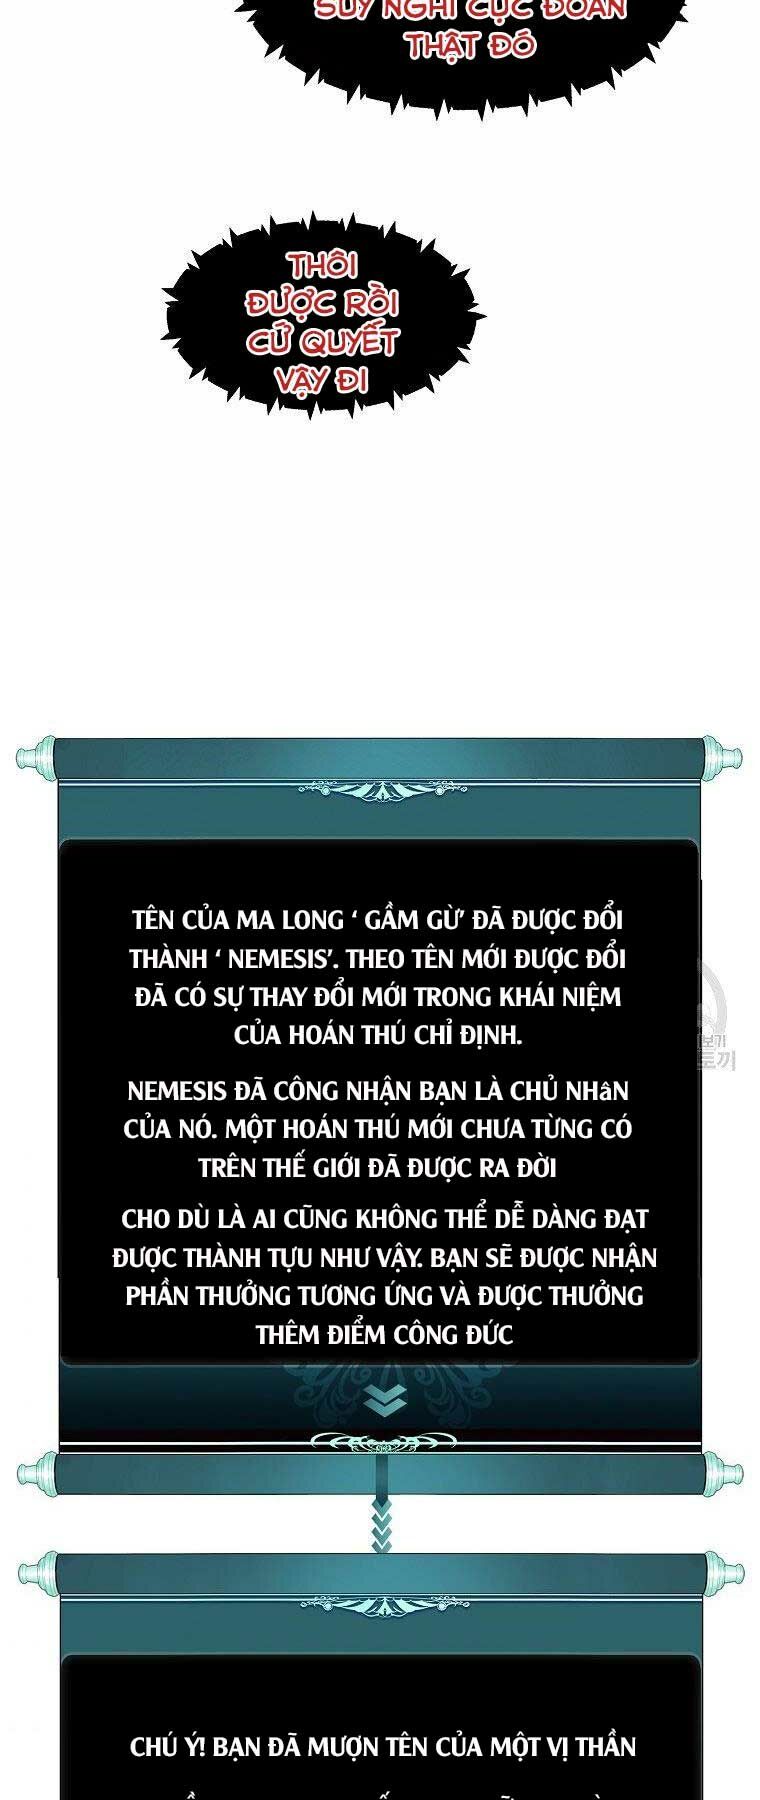 SUY NGHĨ CỰC ĐOAN
THẬT ĐÓ
THÔI
ĐƯỢC RỒI
CỨ QUYẾT
VẬY ĐI
TÊN CỦA MA LONG ‘ GẦM GỪ’ ĐÃ ĐƯỢC ĐỔI
THÀNH ‘ NEMESIS’. THEO TÊN MỚI ĐƯỢC ĐỔI
ĐÃ CÓ SỰ THAY ĐỔI MỚI TRONG KHÁI NIỆM
CỦA HOÁN THÚ CHỈ ĐỊNH.
NEMESIS ĐÃ CÔNG NHẬN BẠN LÀ CHỦ NHâN
CỦA NÓ. MỘT HOÁN THÚ MỚI CHƯA TỪNG CÓ
TRÊN THẾ GIỚI ĐÃ ĐƯỢC RA ĐỜI
CHO DÙ LÀ AI CŨNG KHÔNG THỂ DỄ DÀNG ĐẠT
ĐƯỢC THÀNH TỰU NHƯ VẬY. BẠN SẼ ĐƯỢC NHẬN
PHẦN THƯỞNG TƯƠNG ỨNG VÀ ĐƯỢC THƯỞNG
THÊM ĐIỂM CÔNG ĐỨC
CHÚ Ý! BẠN ĐÃ MƯỢN TÊN CỦA MỘT VỊ THẦN